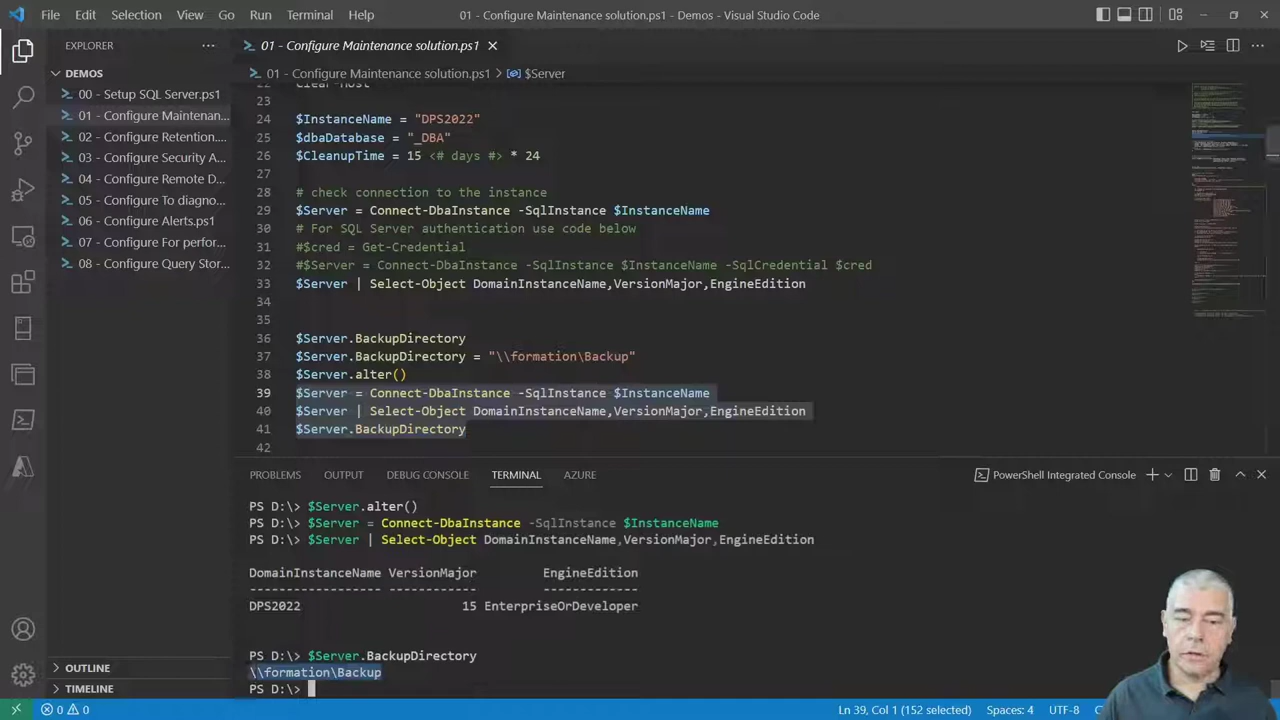 File Edit Selection View Go Run Terminal Help
01 - Configure Maintenance solution.ps1 - Demos - Visual Studio Code
EXPLORER
DEMOS
00 - Setup SQL Server.ps1
01 - Configure Maintenan...
02 - Configure Retention....
03 - Configure Security A...
04 - Configure Remote D...
05 - Configure To diagno...
06 - Configure Alerts.ps1
07 - Configure For perfor...
08 - Configure Query Stor...
OUTLINE
TIMELINE
01 - Configure Maintenance solution.ps1
01 - Configure Maintenance solution.ps1 > $Server
22 Clear-Host
23
24 $InstanceName = "DPS2022"
25 $dbaDatabase = "_DBA"
26 $CleanupTime = 15 <# days #> * 24
27
28 # check connection to the instance
29 $Server = Connect-DbaInstance -SqlInstance $InstanceName
30 # For SQL Server authentication use code below
31 #$cred = Get-Credential
32 #$Server = Connect-DbaInstance -SqlInstance $InstanceName -SqlCredential $cred
33 $Server | Select-Object DomainInstanceName,VersionMajor,EngineEdition
34
35
36 $Server.BackupDirectory
37 $Server.BackupDirectory = "\\formation\Backup"
38 $Server.alter()
39 $Server = Connect-DbaInstance -SqlInstance $InstanceName
40 $Server | Select-Object DomainInstanceName,VersionMajor,EngineEdition
41 $Server.BackupDirectory
42
PROBLEMS OUTPUT DEBUG CONSOLE TERMINAL AZURE
PowerShell Integrated Console
PS D:\> $Server.alter()
PS D:\> $Server = Connect-DbaInstance -SqlInstance $InstanceName
PS D:\> $Server | Select-Object DomainInstanceName,VersionMajor,EngineEdition
DomainInstanceName VersionMajor EngineEdition
------------------ ------------ -------------
DPS2022 15 EnterpriseOrDeveloper
PS D:\> $Server.BackupDirectory
\\formation\Backup
PS D:\>
0 0
Ln 39, Col 1 (152 selected) Spaces: 4 UTF-8